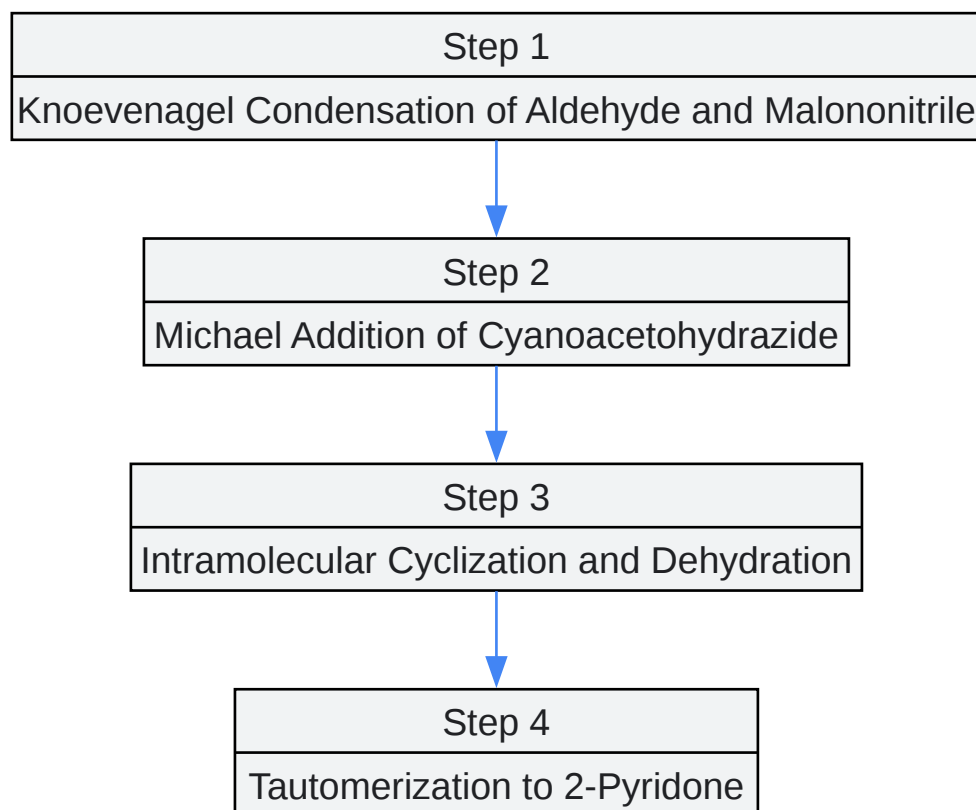 Step 1
Knoevenagel Condensation of Aldehyde and Malononitrile
Step 2
Michael Addition of Cyanoacetohydrazide
Step 3
Intramolecular Cyclization and Dehydration
Step 4
Tautomerization to 2-Pyridone